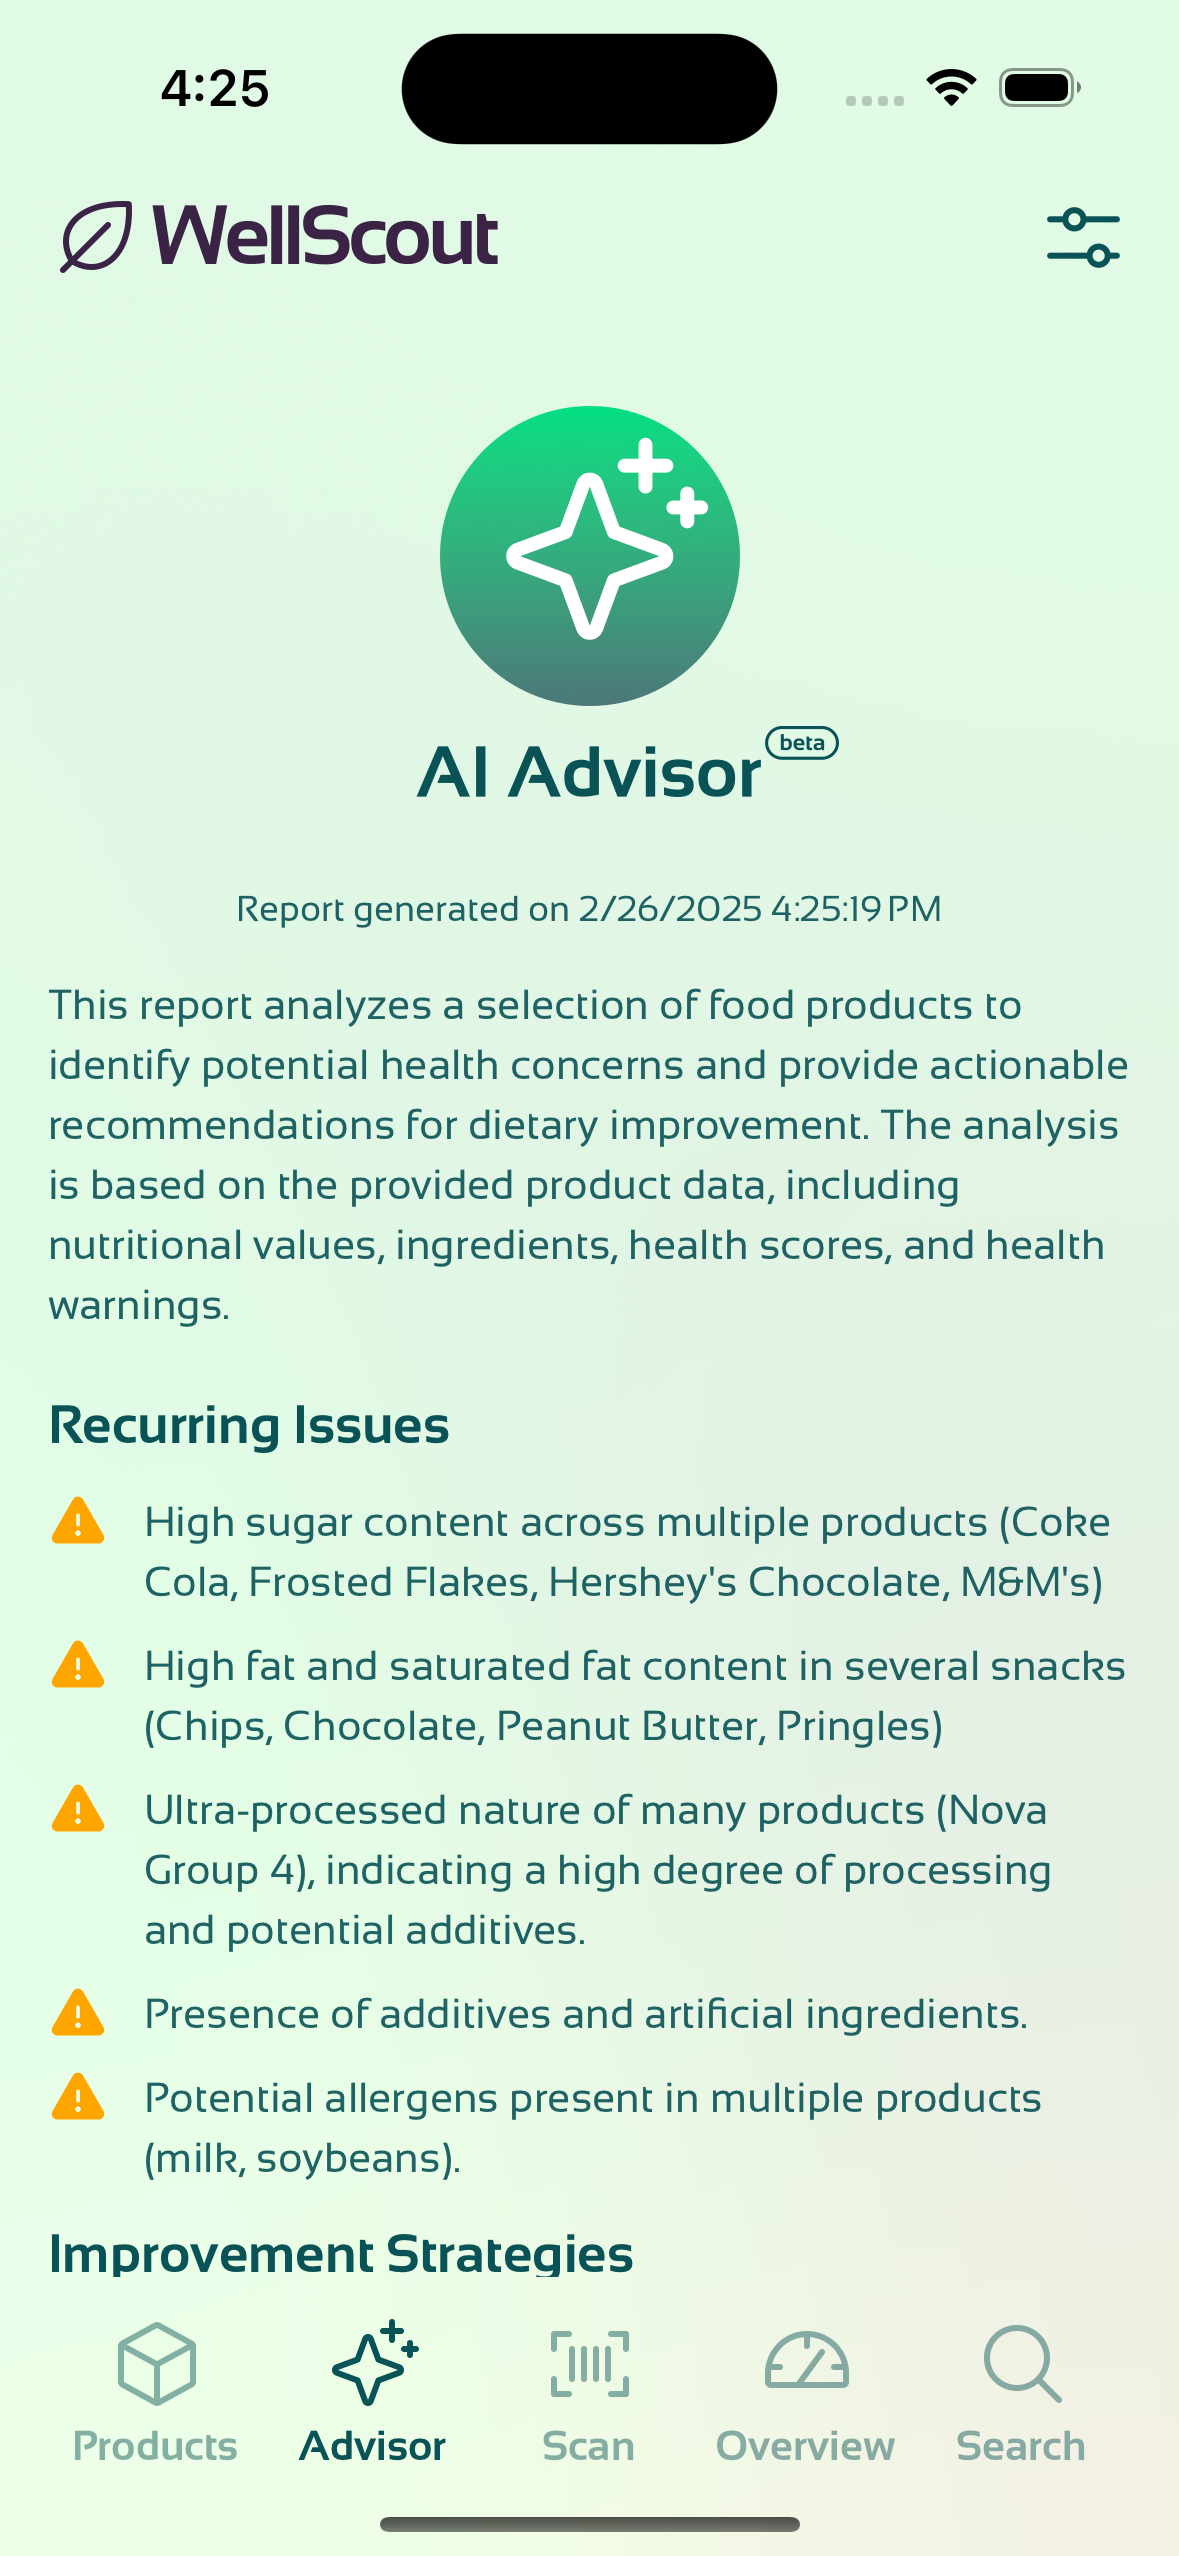 4:25
WellScout
AI Advisor beta
Report generated on 2/26/2025 4:25:19 PM
This report analyzes a selection of food products to
identify potential health concerns and provide actionable
recommendations for dietary improvement. The analysis
is based on the provided product data, including
nutritional values, ingredients, health scores, and health
warnings.
Recurring Issues
High sugar content across multiple products (Coke
Cola, Frosted Flakes, Hershey's Chocolate, M&M's)
High fat and saturated fat content in several snacks
(Chips, Chocolate, Peanut Butter, Pringles)
Ultra-processed nature of many products (Nova
Group 4), indicating a high degree of processing
and potential additives.
Presence of additives and artificial ingredients.
Potential allergens present in multiple products
(milk, soybeans).
Improvement Strategies
Products Advisor Scan Overview Search